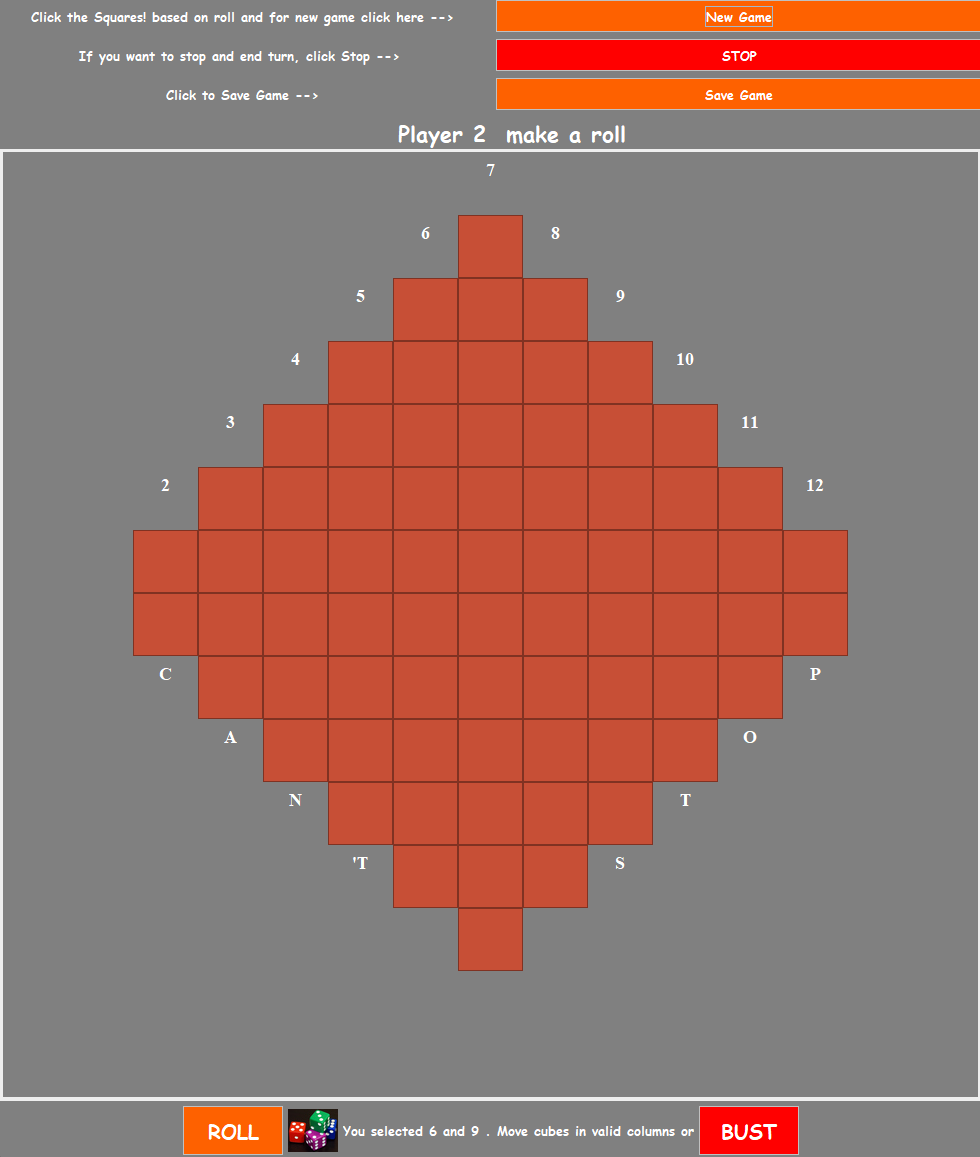 Click the Squares! based on roll and for new game click here -->
New Game
If you want to stop and end turn, click Stop -->
STOP
Click to Save Game -->
Save Game
Player 2 make a roll
7
6 8
5 9
4 10
3 11
2 12
C P
A O
N T
'T S
ROLL You selected 6 and 9 . Move cubes in valid columns or BUST